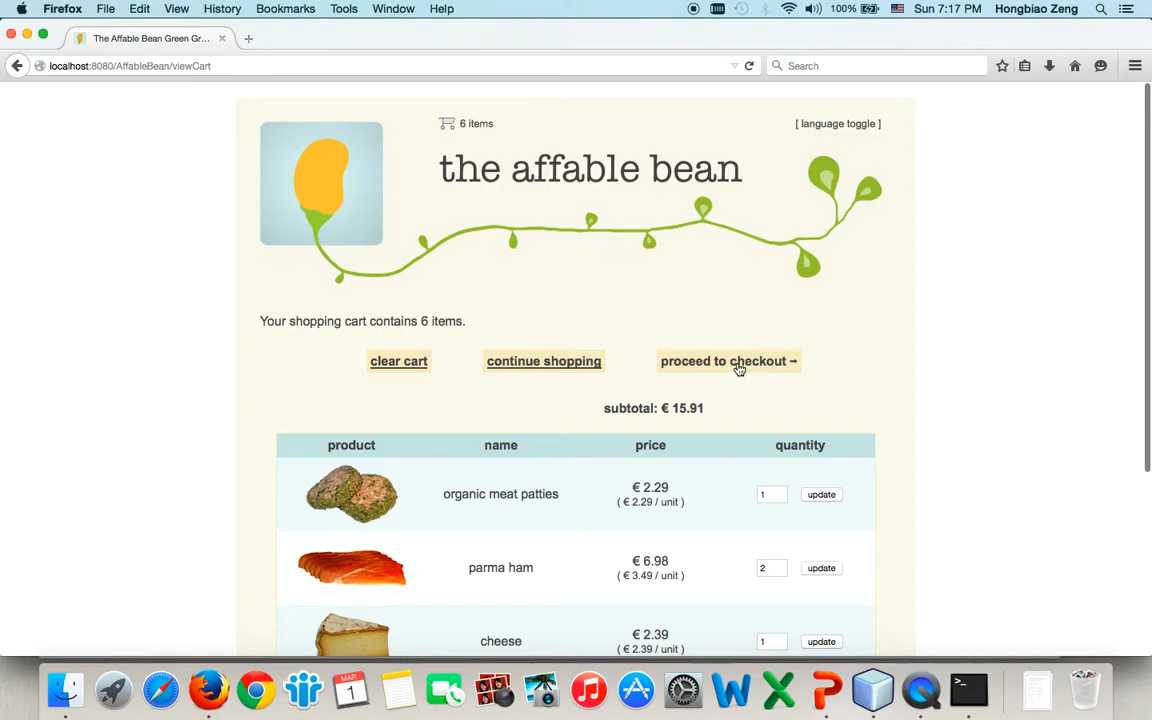 Firefox File Edit View History Bookmarks Tools Window Help 100% Sun 7:17 PM Hongbiao Zeng
The Affable Bean Green Gr...
localhost:8080/AffableBean/viewCart Search
6 items [ language toggle ]
the affable bean
Your shopping cart contains 6 items.
clear cart continue shopping proceed to checkout →
subtotal: € 15.91
product name price quantity
organic meat patties € 2.29 1 update
( € 2.29 / unit )
parma ham € 6.98 2 update
( € 3.49 / unit )
cheese € 2.39 1 update
( € 2.39 / unit )
MAR
1